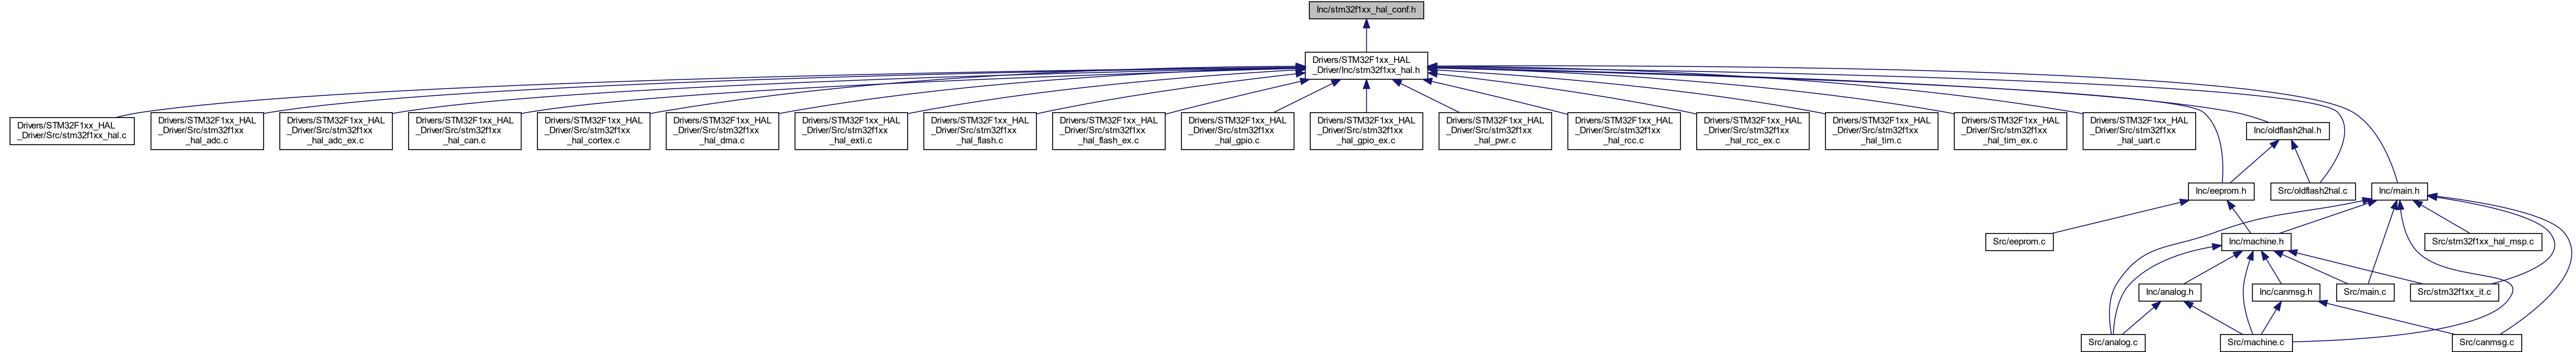 Inc/stm32f1xx_hal_conf.h
Drivers/STM32F1xx_HAL
_Driver/Inc/stm32f1xx_hal.h
Drivers/STM32F1xx_HAL
_Driver/Src/stm32f1xx_hal.c
Drivers/STM32F1xx_HAL
_Driver/Src/stm32f1xx
_hal_adc.c
Drivers/STM32F1xx_HAL
_Driver/Src/stm32f1xx
_hal_adc_ex.c
Drivers/STM32F1xx_HAL
_Driver/Src/stm32f1xx
_hal_can.c
Drivers/STM32F1xx_HAL
_Driver/Src/stm32f1xx
_hal_cortex.c
Drivers/STM32F1xx_HAL
_Driver/Src/stm32f1xx
_hal_dma.c
Drivers/STM32F1xx_HAL
_Driver/Src/stm32f1xx
_hal_exti.c
Drivers/STM32F1xx_HAL
_Driver/Src/stm32f1xx
_hal_flash.c
Drivers/STM32F1xx_HAL
_Driver/Src/stm32f1xx
_hal_flash_ex.c
Drivers/STM32F1xx_HAL
_Driver/Src/stm32f1xx
_hal_gpio.c
Drivers/STM32F1xx_HAL
_Driver/Src/stm32f1xx
_hal_gpio_ex.c
Drivers/STM32F1xx_HAL
_Driver/Src/stm32f1xx
_hal_pwr.c
Drivers/STM32F1xx_HAL
_Driver/Src/stm32f1xx
_hal_rcc.c
Drivers/STM32F1xx_HAL
_Driver/Src/stm32f1xx
_hal_rcc_ex.c
Drivers/STM32F1xx_HAL
_Driver/Src/stm32f1xx
_hal_tim.c
Drivers/STM32F1xx_HAL
_Driver/Src/stm32f1xx
_hal_tim_ex.c
Drivers/STM32F1xx_HAL
_Driver/Src/stm32f1xx
_hal_uart.c
Inc/oldflash2hal.h
Inc/eeprom.h
Src/oldflash2hal.c
Inc/main.h
Src/eeprom.c
Inc/machine.h
Src/stm32f1xx_hal_msp.c
Inc/analog.h
Inc/canmsg.h
Src/main.c
Src/stm32f1xx_it.c
Src/analog.c
Src/machine.c
Src/canmsg.c